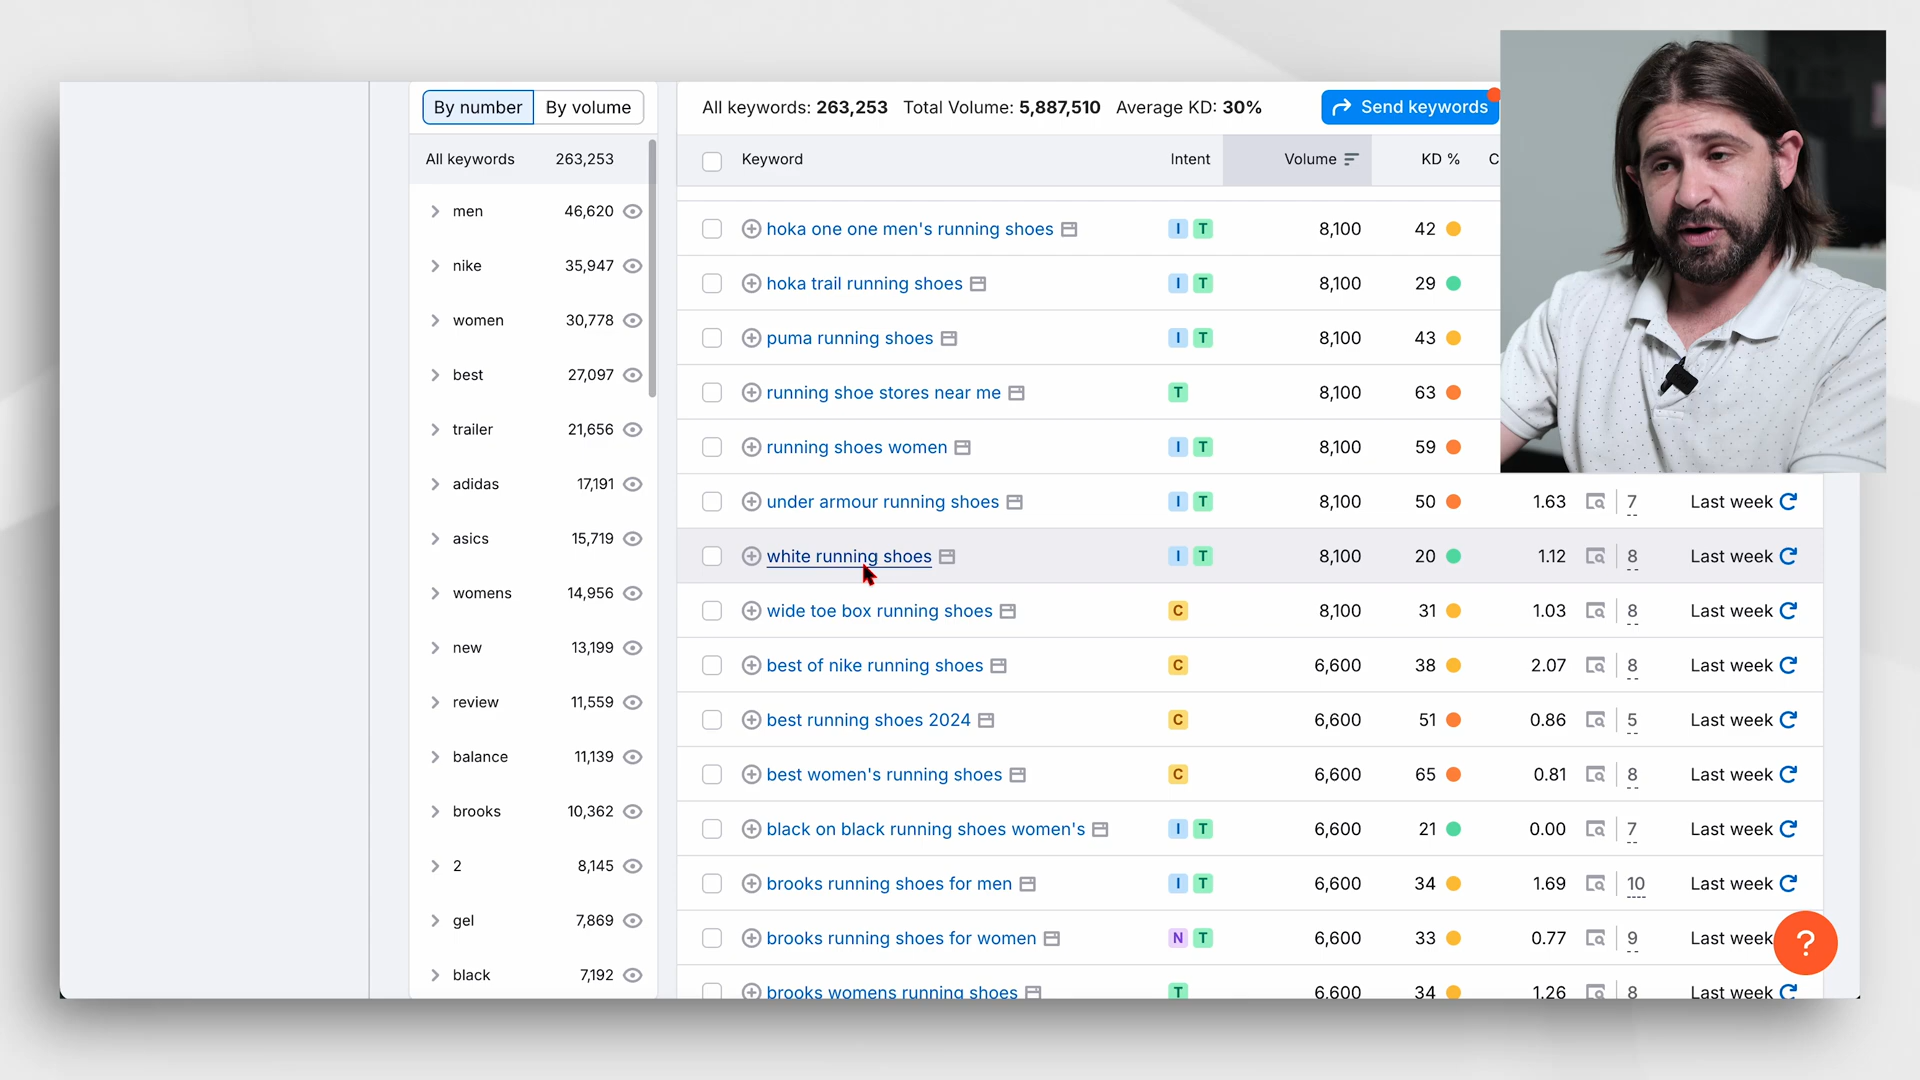 By number By volume
All keywords: 263,253 Total Volume: 5,887,510 Average KD: 30% Send keywords
All keywords 263,253
men 46,620
nike 35,947
women 30,778
best 27,097
trailer 21,656
adidas 17,191
asics 15,719
womens 14,956
new 13,199
review 11,559
balance 11,139
brooks 10,362
2 8,145
gel 7,869
black 7,192
Keyword Intent Volume KD % C
hoka one one men's running shoes I T 8,100 42
hoka trail running shoes I T 8,100 29
puma running shoes I T 8,100 43
running shoe stores near me T 8,100 63
running shoes women I T 8,100 59
under armour running shoes I T 8,100 50 1.63 7 Last week
white running shoes I T 8,100 20 1.12 8 Last week
wide toe box running shoes C 8,100 31 1.03 8 Last week
best of nike running shoes C 6,600 38 2.07 8 Last week
best running shoes 2024 C 6,600 51 0.86 5 Last week
best women's running shoes C 6,600 65 0.81 8 Last week
black on black running shoes women's I T 6,600 21 0.00 7 Last week
brooks running shoes for men I T 6,600 34 1.69 10 Last week
brooks running shoes for women N T 6,600 33 0.77 9 Last week
brooks womens running shoes T 6,600 34 1.26 8 Last week
?